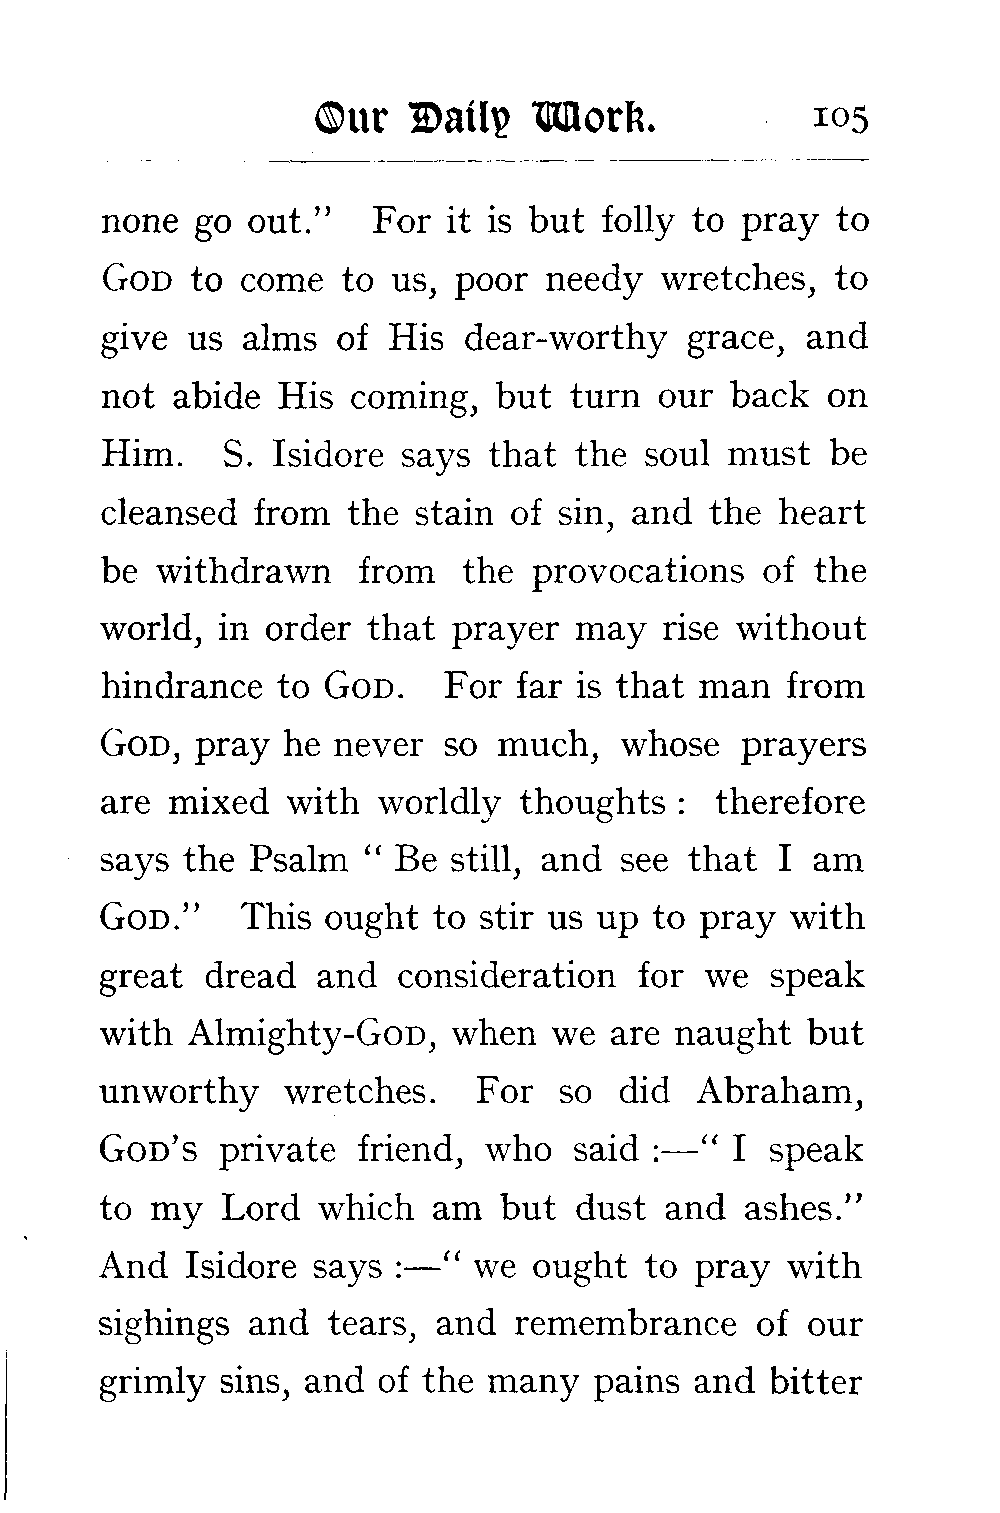 Our Daily Work. 105
none go out.” For it is but folly to pray to
GOD to come to us, poor needy wretches, to
give us alms of His dear-worthy grace, and
not abide His coming, but turn our back on
Him. S. Isidore says that the soul must be
cleansed from the stain of sin, and the heart
be withdrawn from the provocations of the
world, in order that prayer may rise without
hindrance to GOD. For far is that man from
GOD, pray he never so much, whose prayers
are mixed with worldly thoughts : therefore
says the Psalm “ Be still, and see that I am
GOD.” This ought to stir us up to pray with
great dread and consideration for we speak
with Almighty-GOD, when we are naught but
unworthy wretches. For so did Abraham,
GOD’S private friend, who said :—“ I speak
to my Lord which am but dust and ashes.”
And Isidore says :—“ we ought to pray with
sighings and tears, and remembrance of our
grimly sins, and of the many pains and bitter